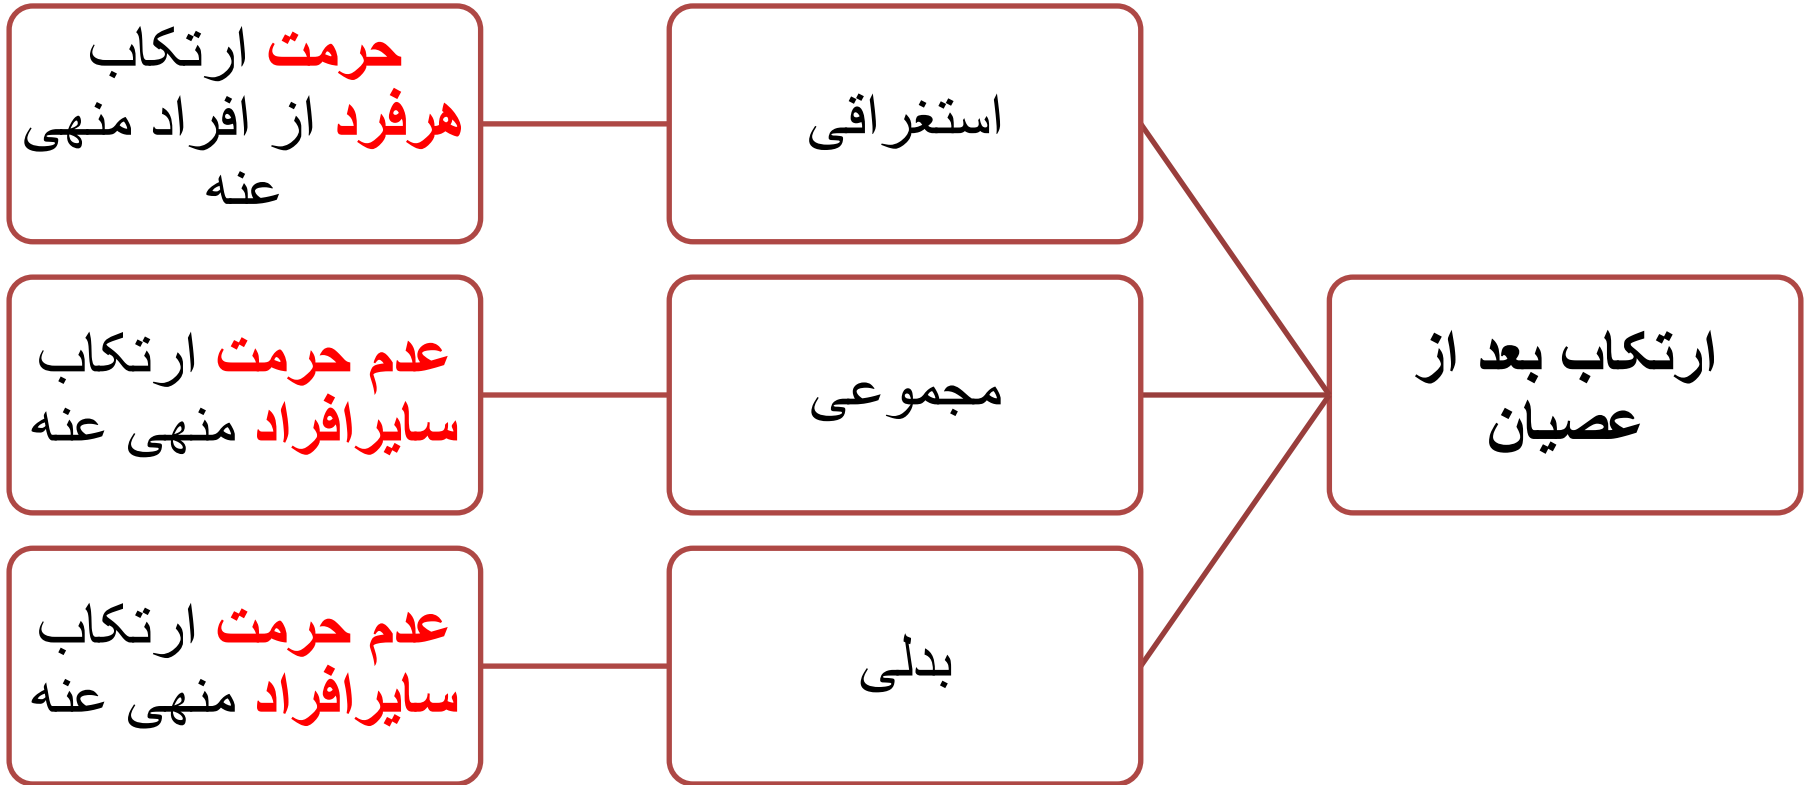 ارتکاب بعد از
عصیان
استغراقی
حرمت ارتکاب
هرفرد از افراد منهی
عنه
مجموعی
عدم حرمت ارتکاب
سایرافراد منهی عنه
بدلی
عدم حرمت ارتکاب
سایرافراد منهی عنه